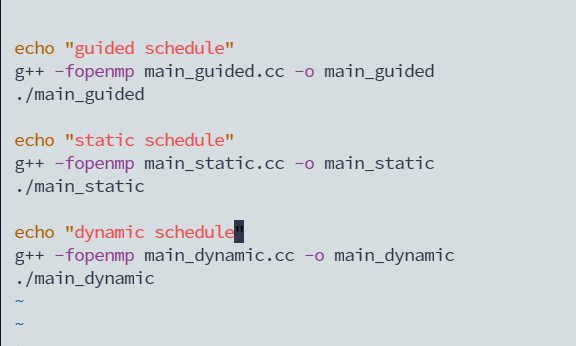 echo "guided schedule"
g++ -fopenmp main_guided.cc -o main_guided
./main_guided
echo "static schedule"
g++ -fopenmp main_static.cc -o main_static
./main_static
echo "dynamic schedule"
g++ -fopenmp main_dynamic.cc -o main_dynamic
./main_dynamic
~
~